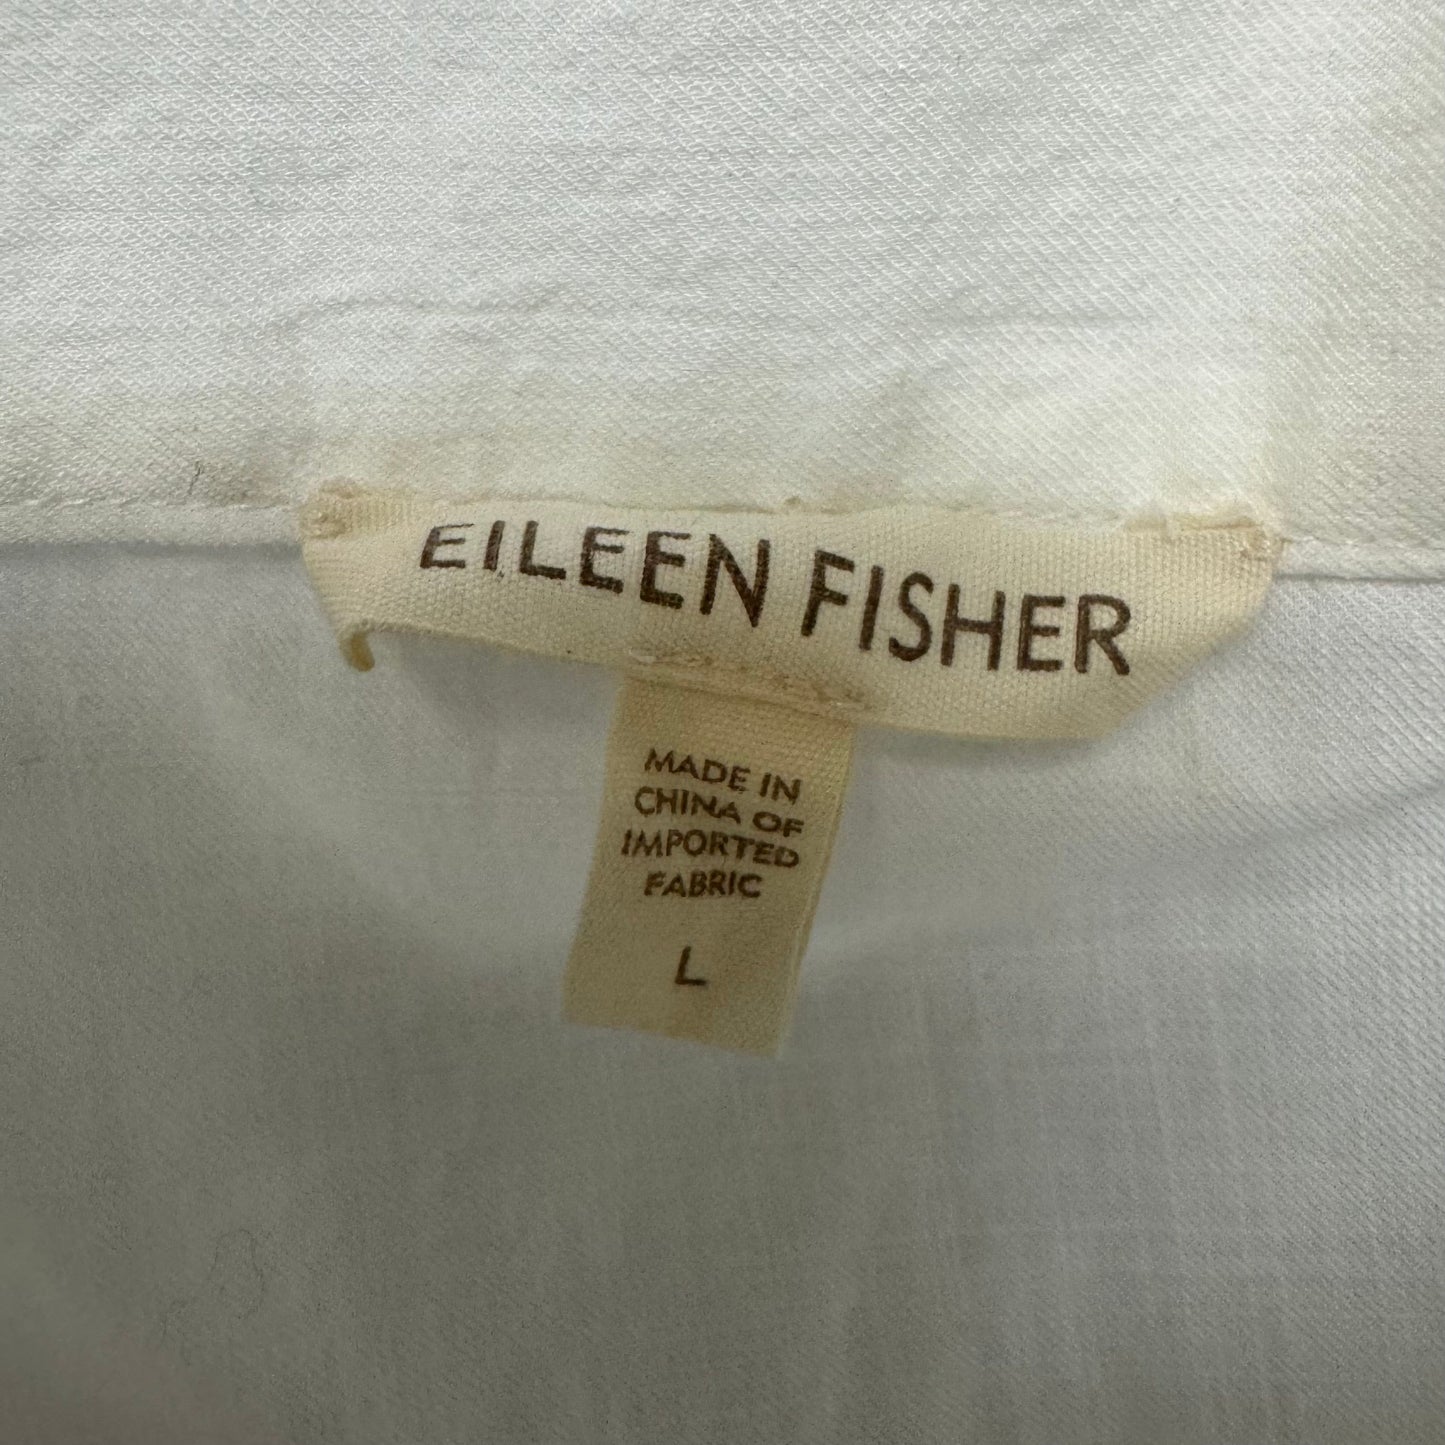 EILEEN FISHER
MADE IN
CHINA OF
IMPORTED
FABRIC
L